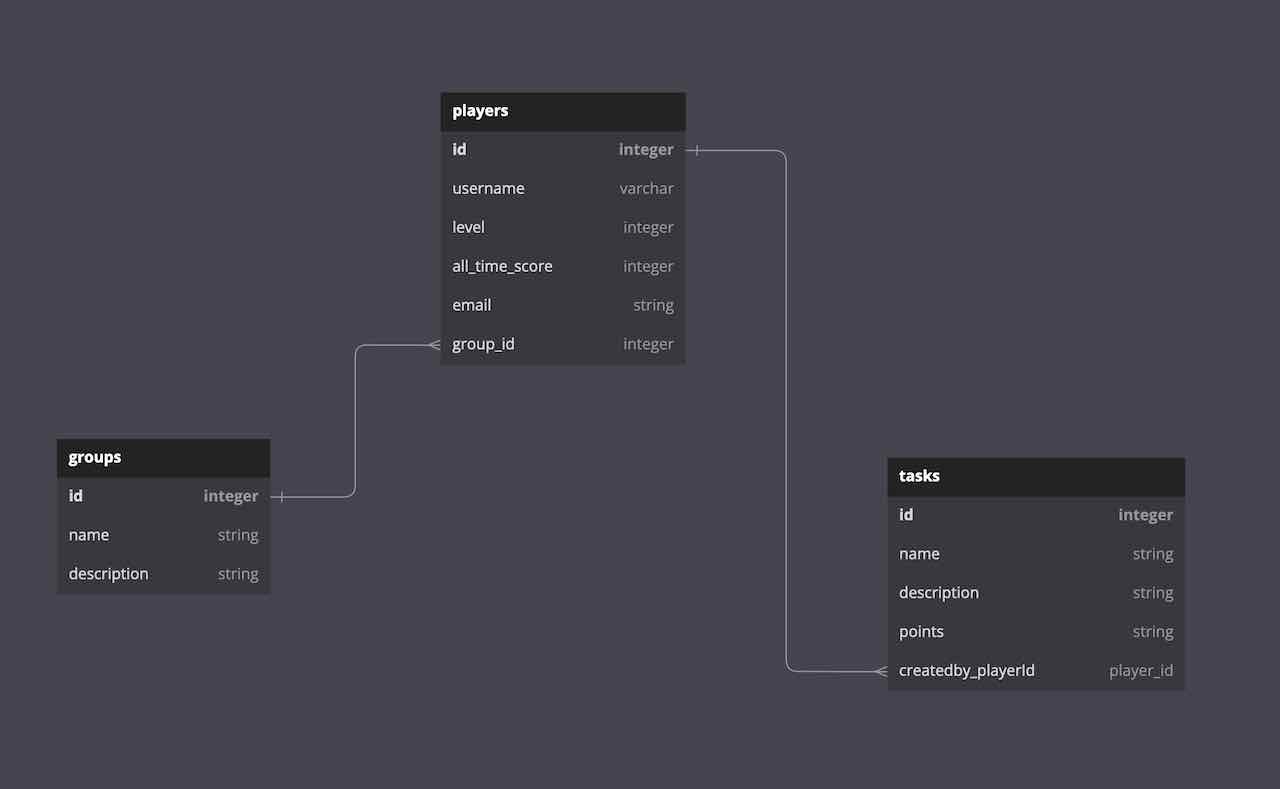 players
id integer
username varchar
level integer
all_time_score integer
email string
group_id integer
groups
id integer
name string
description string
tasks
id integer
name string
description string
points string
createdby_playerId player_id